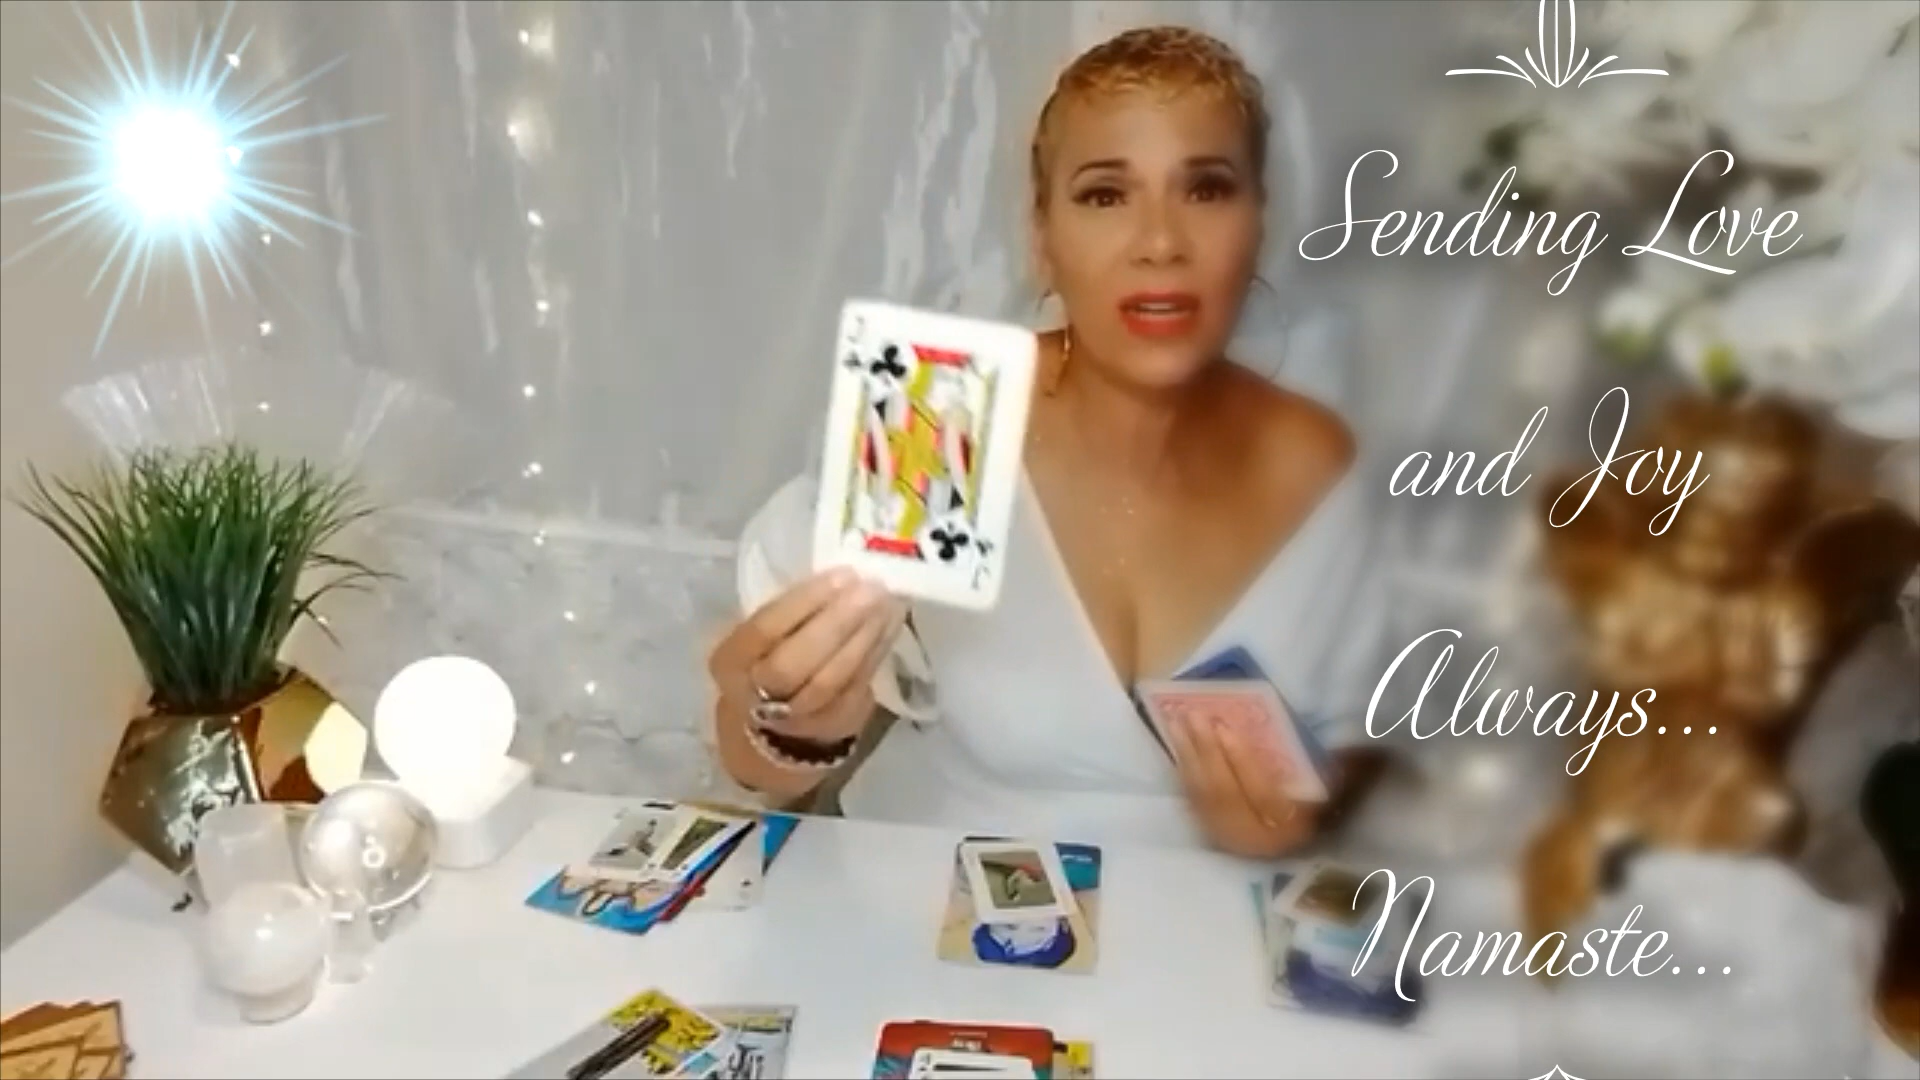 Sending Love
and Joy
Always...
Namaste...
J
J